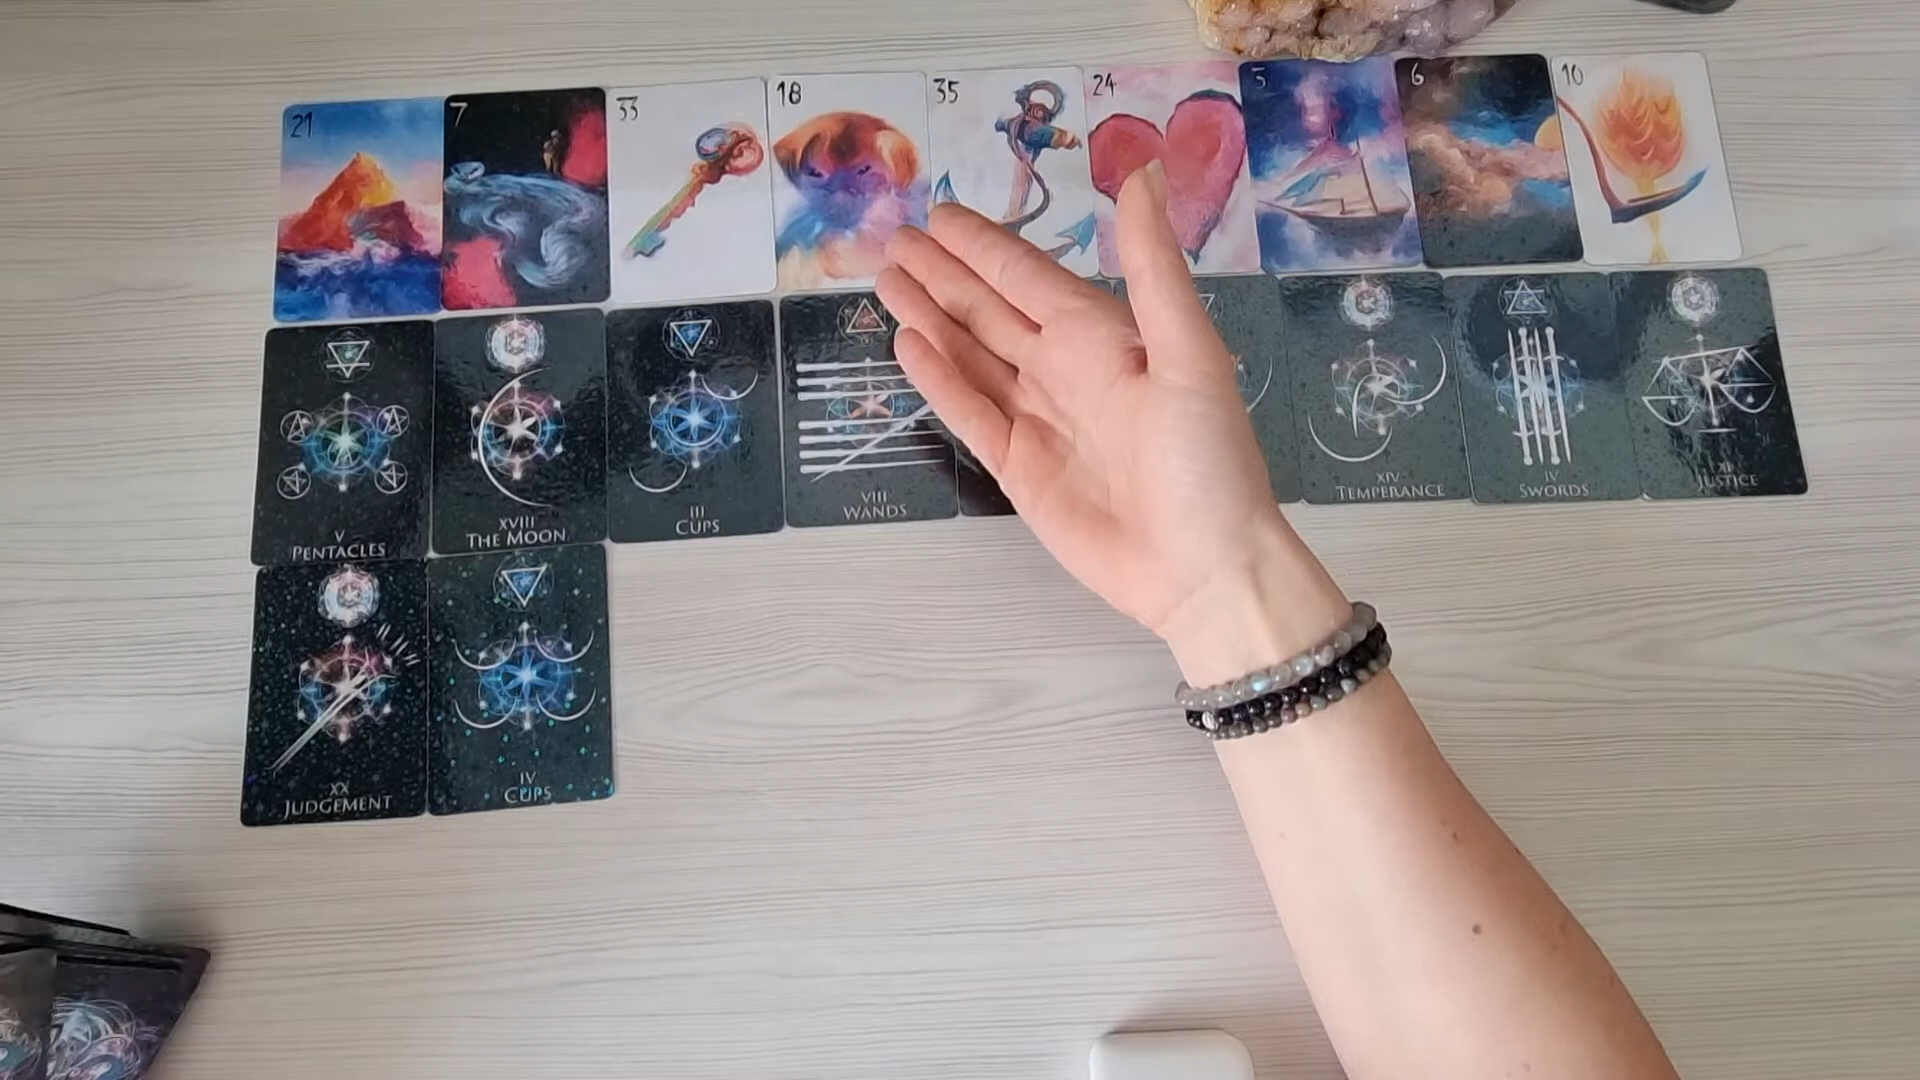 21
7
33
18
35
24
5
6
10
V
PENTACLES
XVIII
THE MOON
III
CUPS
VIII
WANDS
XIV
TEMPERANCE
IV
SWORDS
XI
JUSTICE
XX
JUDGEMENT
IV
CUPS